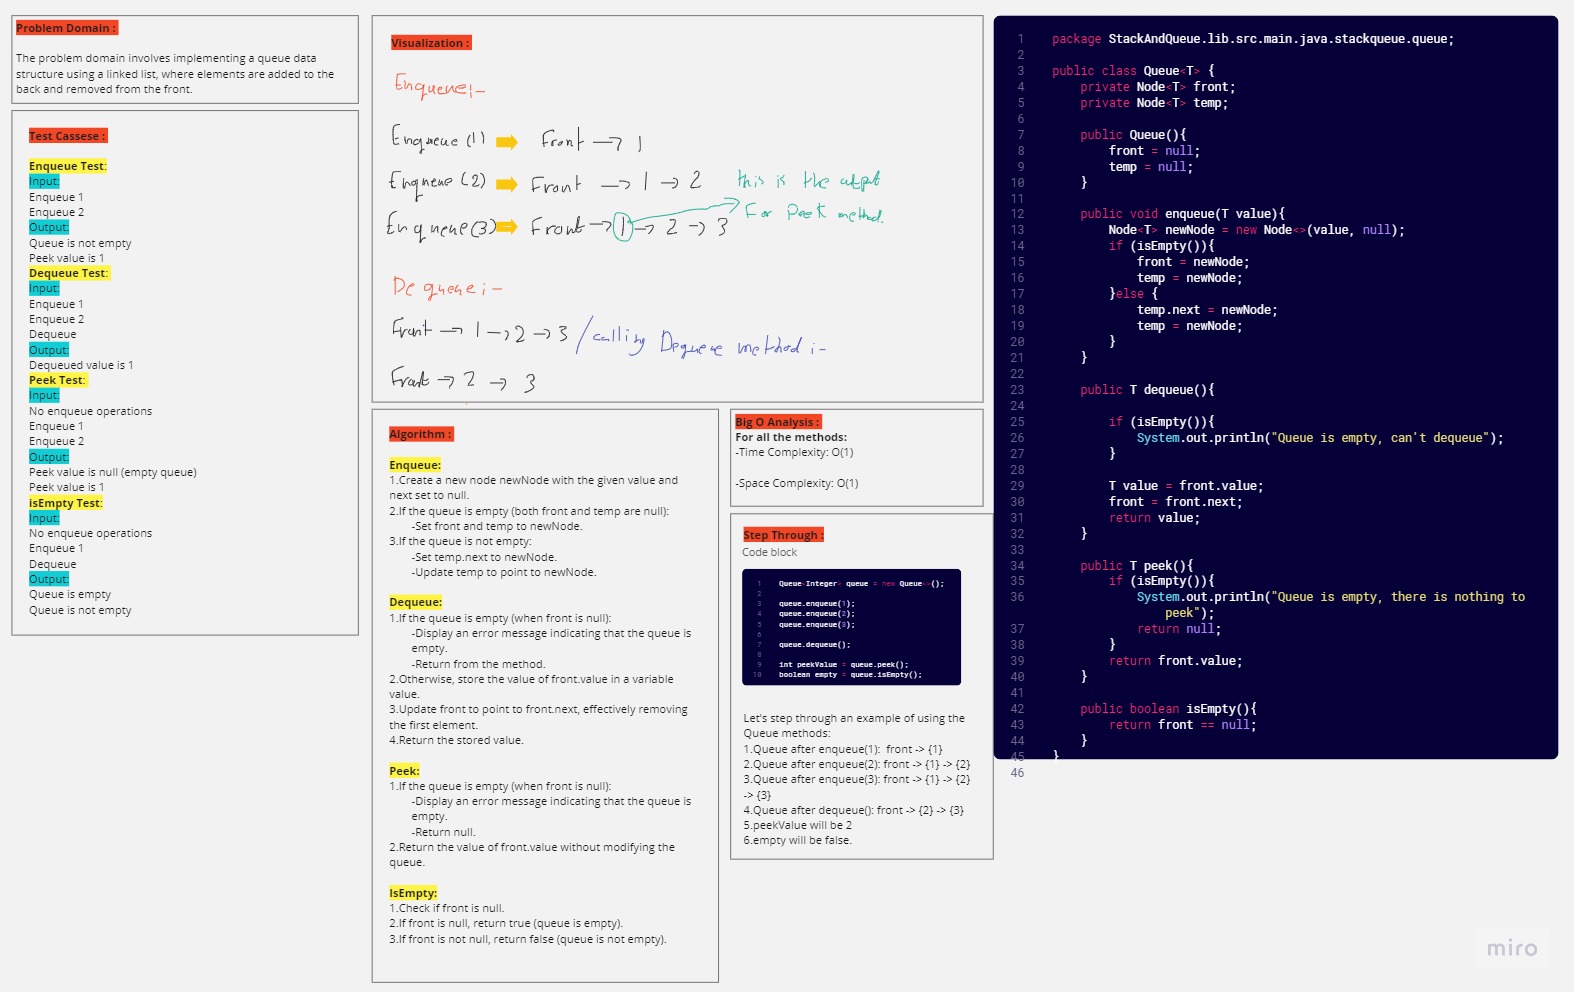 Problem Domain :
The problem domain involves implementing a queue data
structure using a linked list, where elements are added to the
back and removed from the front.
Test Cassese :
Enqueue Test:
Input:
Enqueue 1
Enqueue 2
Output:
Queue is not empty
Peek value is 1
Dequeue Test:
Input:
Enqueue 1
Enqueue 2
Dequeue
Output:
Dequeued value is 1
Peek Test:
Input:
No enqueue operations
Enqueue 1
Enqueue 2
Output:
Peek value is null (empty queue)
Peek value is 1
isEmpty Test:
Input:
No enqueue operations
Enqueue 1
Dequeue
Output:
Queue is empty
Queue is not empty
Visualization :
Enqueue:-
Enqueue (1) Front → 1
Enqueue (2) Front → 1 → 2
Enqueue(3) Front → 1 → 2 → 3
this is the output
For Peek method.
Dequeue:-
Front → 1 → 2 → 3 / calling Dequeue method :-
Front → 2 → 3
Algorithm :
Enqueue:
1.Create a new node newNode with the given value and
next set to null.
2.If the queue is empty (both front and temp are null):
-Set front and temp to newNode.
3.If the queue is not empty:
-Set temp.next to newNode.
-Update temp to point to newNode.
Dequeue:
1.If the queue is empty (when front is null):
-Display an error message indicating that the queue is
empty.
-Return from the method.
2.Otherwise, store the value of front.value in a variable
value.
3.Update front to point to front.next, effectively removing
the first element.
4.Return the stored value.
Peek:
1.If the queue is empty (when front is null):
-Display an error message indicating that the queue is
empty.
-Return null.
2.Return the value of front.value without modifying the
queue.
IsEmpty:
1.Check if front is null.
2.If front is null, return true (queue is empty).
3.If front is not null, return false (queue is not empty).
Big O Analysis :
For all the methods:
-Time Complexity: O(1)
-Space Complexity: O(1)
Step Through :
Code block
1 Queue<Integer> queue = new Queue<>();
2
3 queue.enqueue(1);
4 queue.enqueue(2);
5 queue.enqueue(3);
6
7 queue.dequeue();
8
9 int peekValue = queue.peek();
10 boolean empty = queue.isEmpty();
Let's step through an example of using the
Queue methods:
1.Queue after enqueue(1): front -> {1}
2.Queue after enqueue(2): front -> {1} -> {2}
3.Queue after enqueue(3): front -> {1} -> {2}
-> {3}
4.Queue after dequeue(): front -> {2} -> {3}
5.peekValue will be 2
6.empty will be false.
1 package StackAndQueue.lib.src.main.java.stackqueue.queue;
2
3 public class Queue<T> {
4 private Node<T> front;
5 private Node<T> temp;
6
7 public Queue(){
8 front = null;
9 temp = null;
10 }
11
12 public void enqueue(T value){
13 Node<T> newNode = new Node<>(value, null);
14 if (isEmpty()){
15 front = newNode;
16 temp = newNode;
17 }else {
18 temp.next = newNode;
19 temp = newNode;
20 }
21 }
22
23 public T dequeue(){
24
25 if (isEmpty()){
26 System.out.println("Queue is empty, can't dequeue");
27 }
28
29 T value = front.value;
30 front = front.next;
31 return value;
32 }
33
34 public T peek(){
35 if (isEmpty()){
36 System.out.println("Queue is empty, there is nothing to
peek");
37 return null;
38 }
39 return front.value;
40 }
41
42 public boolean isEmpty(){
43 return front == null;
44 }
45 }
46
miro